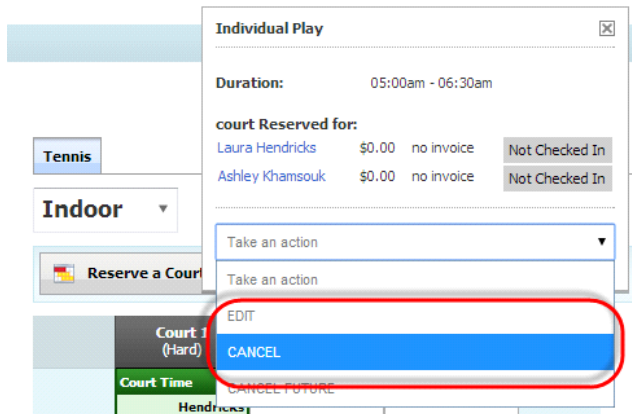 Individual Play
Duration: 05:00am - 06:30am
court Reserved for:
Laura Hendricks $0.00 no invoice Not Checked In
Ashley Khamsouk $0.00 no invoice Not Checked In
Tennis
Indoor
Take an action
Take an action
Reserve a Court
EDIT
Court 1
(Hard)
CANCEL
CANCEL FUTURE
Court Time
Hendricks